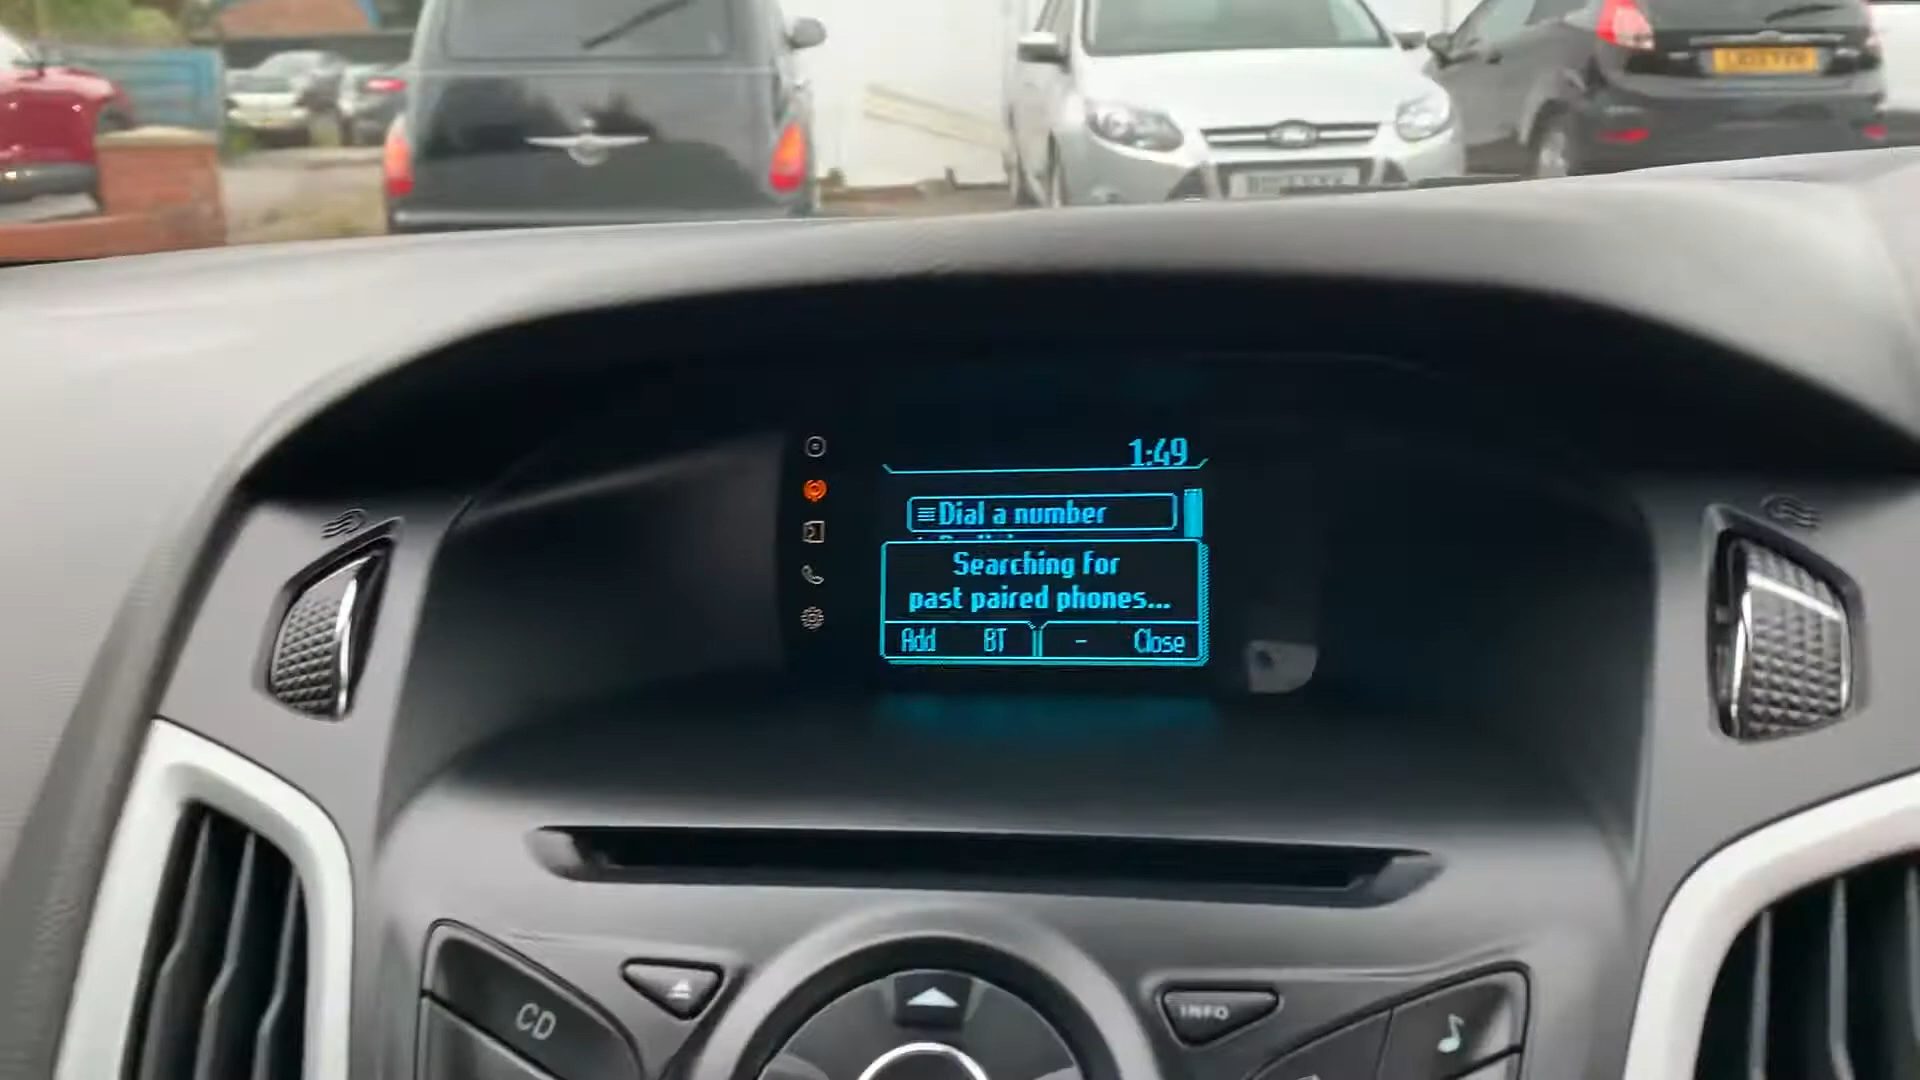 1:49
Dial a number
Searching for
past paired phones...
Add BT - Close
CD
INFO